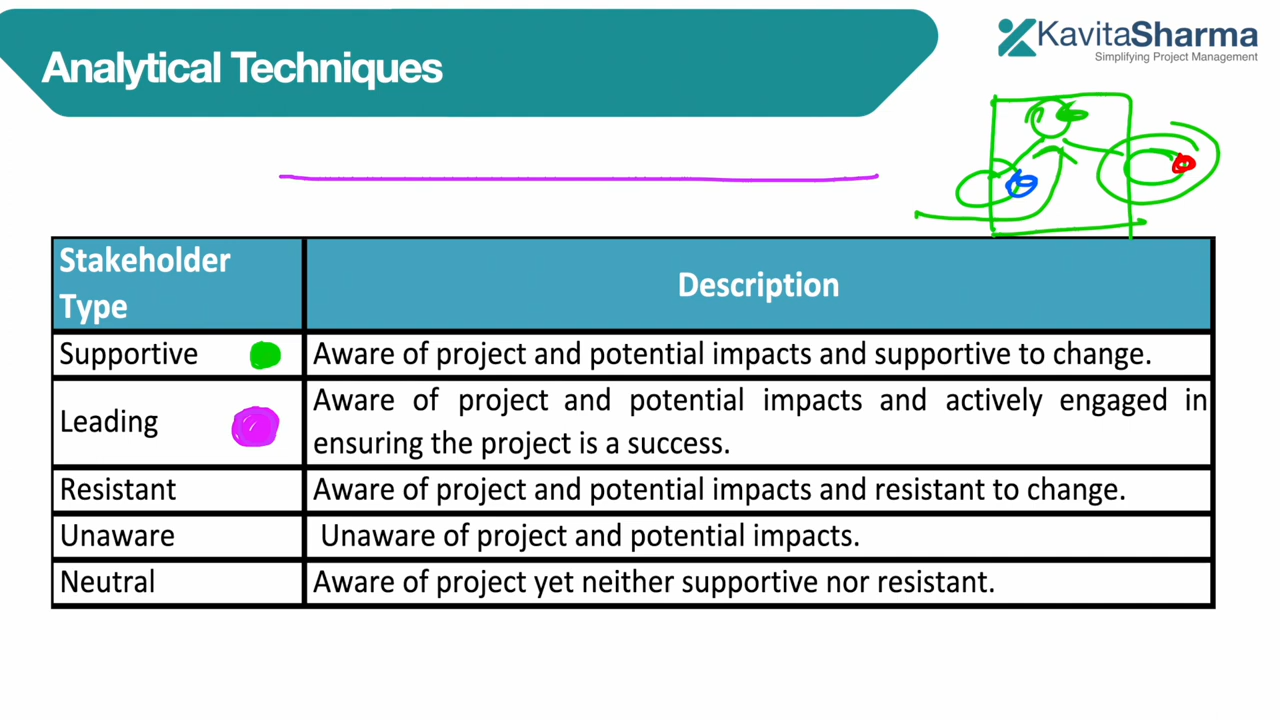 Analytical Techniques
KavitaSharma
Simplifying Project Management
Stakeholder
Type
Description
Supportive
Aware of project and potential impacts and supportive to change.
Leading
Aware of project and potential impacts and actively engaged in
ensuring the project is a success.
Resistant
Aware of project and potential impacts and resistant to change.
Unaware
Unaware of project and potential impacts.
Neutral
Aware of project yet neither supportive nor resistant.